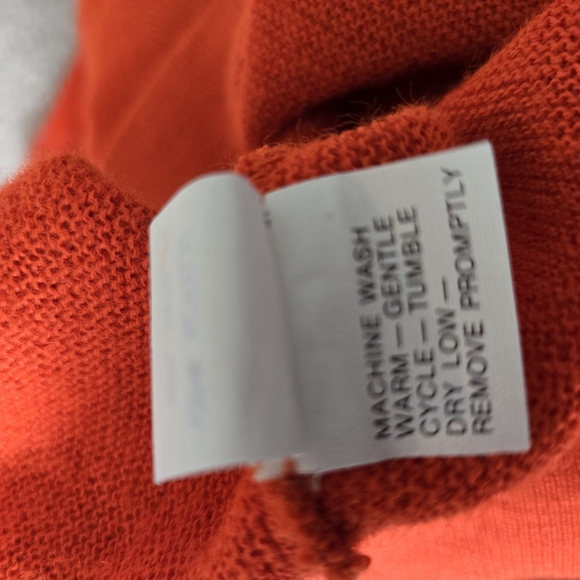 MACHINE WASH
WARM — GENTLE
CYCLE — TUMBLE
DRY LOW —
REMOVE PROMPTLY